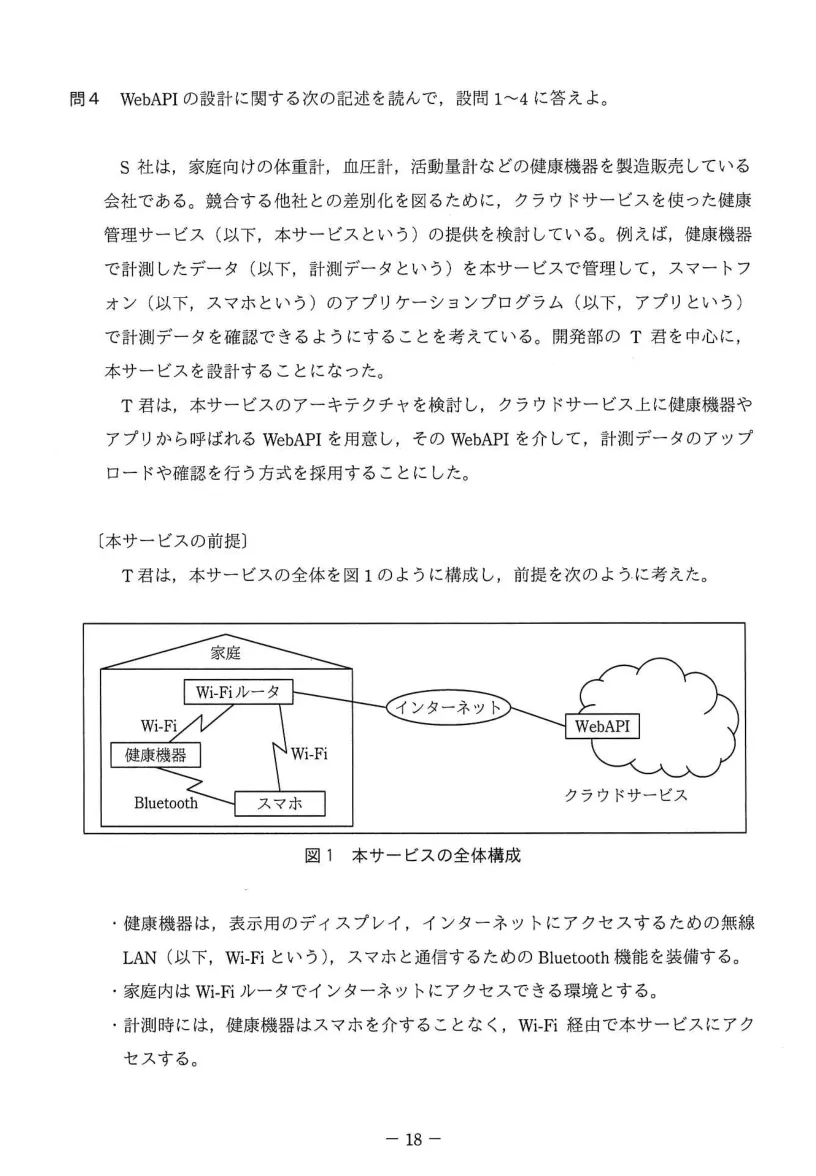 問4 WebAPI の設計に関する次の記述を読んで，設問 1～4 に答えよ。
S 社は，家庭向けの体重計，血圧計，活動量計などの健康機器を製造販売している
会社である。競合する他社との差別化を図るために，クラウドサービスを使った健康
管理サービス（以下，本サービスという）の提供を検討している。例えば，健康機器
で計測したデータ（以下，計測データという）を本サービスで管理して，スマートフ
ォン（以下，スマホという）のアプリケーションプログラム（以下，アプリという）
で計測データを確認できるようにすることを考えている。開発部の T 君を中心に，
本サービスを設計することになった。
T 君は，本サービスのアーキテクチャを検討し，クラウドサービス上に健康機器や
アプリから呼ばれる WebAPI を用意し，その WebAPI を介して，計測データのアップ
ロードや確認を行う方式を採用することにした。
〔本サービスの前提〕
T 君は，本サービスの全体を図 1 のように構成し，前提を次のように考えた。
家庭
Wi-Fi ルータ
インターネット
WebAPI
Wi-Fi
健康機器
Wi-Fi
Bluetooth
スマホ
クラウドサービス
図 1 本サービスの全体構成
・健康機器は，表示用のディスプレイ，インターネットにアクセスするための無線
LAN（以下，Wi-Fi という），スマホと通信するための Bluetooth 機能を装備する。
・家庭内は Wi-Fi ルータでインターネットにアクセスできる環境とする。
・計測時には，健康機器はスマホを介することなく，Wi-Fi 経由で本サービスにアク
セスする。
－ 18 －